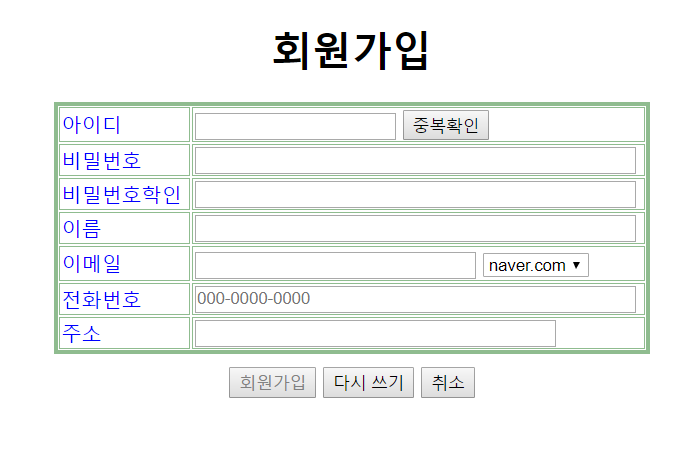 회원가입
아이디 중복확인
비밀번호
비밀번호확인
이름
이메일 naver.com ▼
전화번호 000-0000-0000
주소
회원가입 다시 쓰기 취소